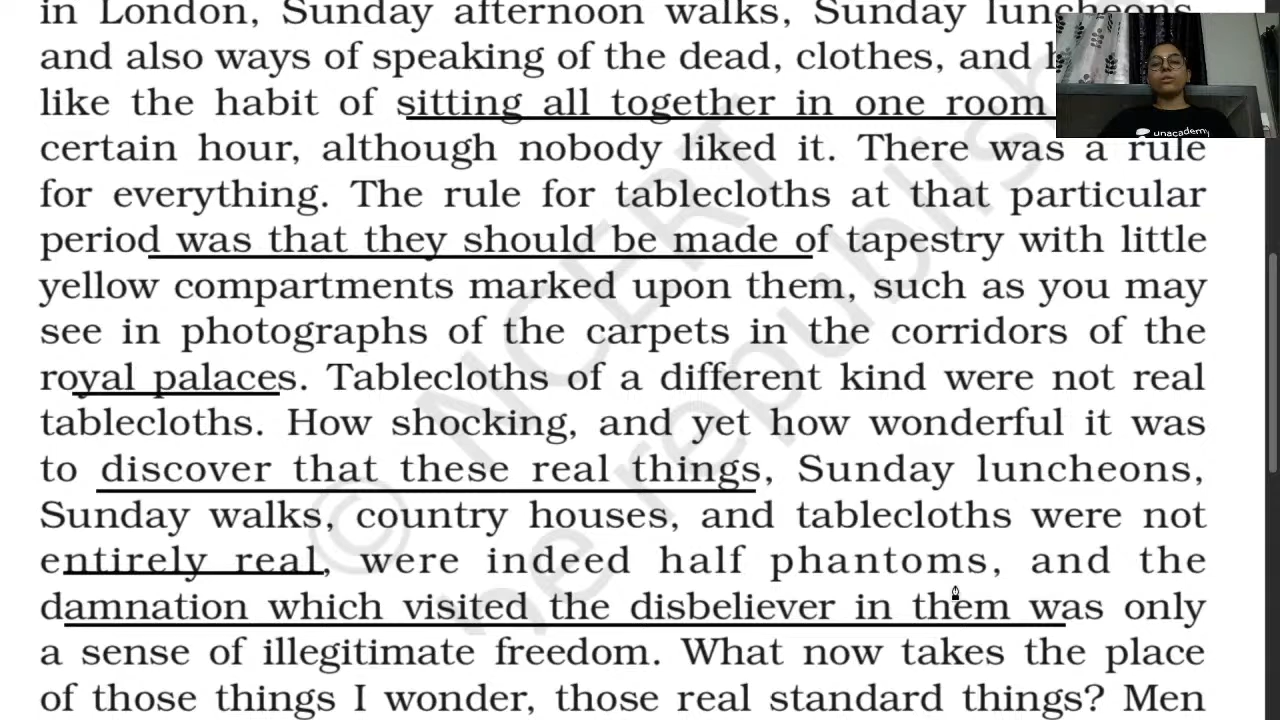 in London, Sunday afternoon walks, Sunday luncheons,
and also ways of speaking of the dead, clothes, and
like the habit of sitting all together in one room
certain hour, although nobody liked it. There was a rule
for everything. The rule for tablecloths at that particular
period was that they should be made of tapestry with little
yellow compartments marked upon them, such as you may
see in photographs of the carpets in the corridors of the
royal palaces. Tablecloths of a different kind were not real
tablecloths. How shocking, and yet how wonderful it was
to discover that these real things, Sunday luncheons,
Sunday walks, country houses, and tablecloths were not
entirely real, were indeed half phantoms, and the
damnation which visited the disbeliever in them was only
a sense of illegitimate freedom. What now takes the place
of those things I wonder, those real standard things? Men
© NCERT
be republish
unacademy